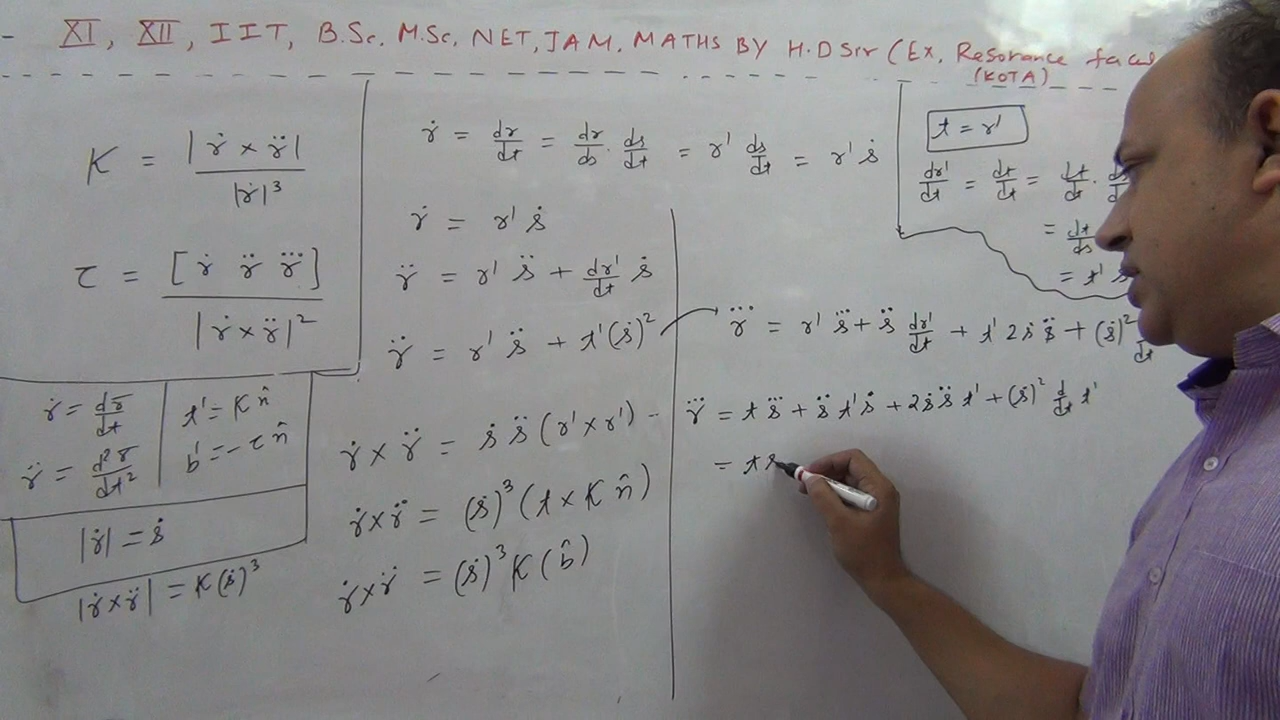 - XI, XII, IIT, B.Sc, M.Sc, NET, JAM, MATHS BY H.D Sir (Ex. Resonance
(KOTA)
K = |ṙ × r̈| / |ṙ|³
τ = [ṙ r̈ r⃛] / |ṙ × r̈|²
ṙ = dr̄/dt
r̈ = d²r̄/dt²
t' = K n̂
b' = -τ n̂
|ṙ| = ṡ
|ṙ × r̈| = K(ṡ)³
ṙ = dr/dt = dr/ds · ds/dt = r' ds/dt = r' ṡ
ṙ = r' ṡ
r̈ = r' s̈ + dr'/dt ṡ
r̈ = r' s̈ + t'(ṡ)²
ṙ × r̈ = ṡ s̈ (r' × r') -
ṙ × r̈ = (ṡ)³ (t × K n̂)
ṙ × r̈ = (ṡ)³ K (b̂)
t = r'
dr'/dt = dt/dt = dt/dt ·
= dt/ds
= t' ṡ
r⃛ = r' s⃛ + s̈ dr'/dt + t' 2ṡ s̈ + (ṡ)² /dt
r⃛ = t s⃛ + s̈ t' ṡ + 2ṡ s̈ t' + (ṡ)² d/dt t'
= t s